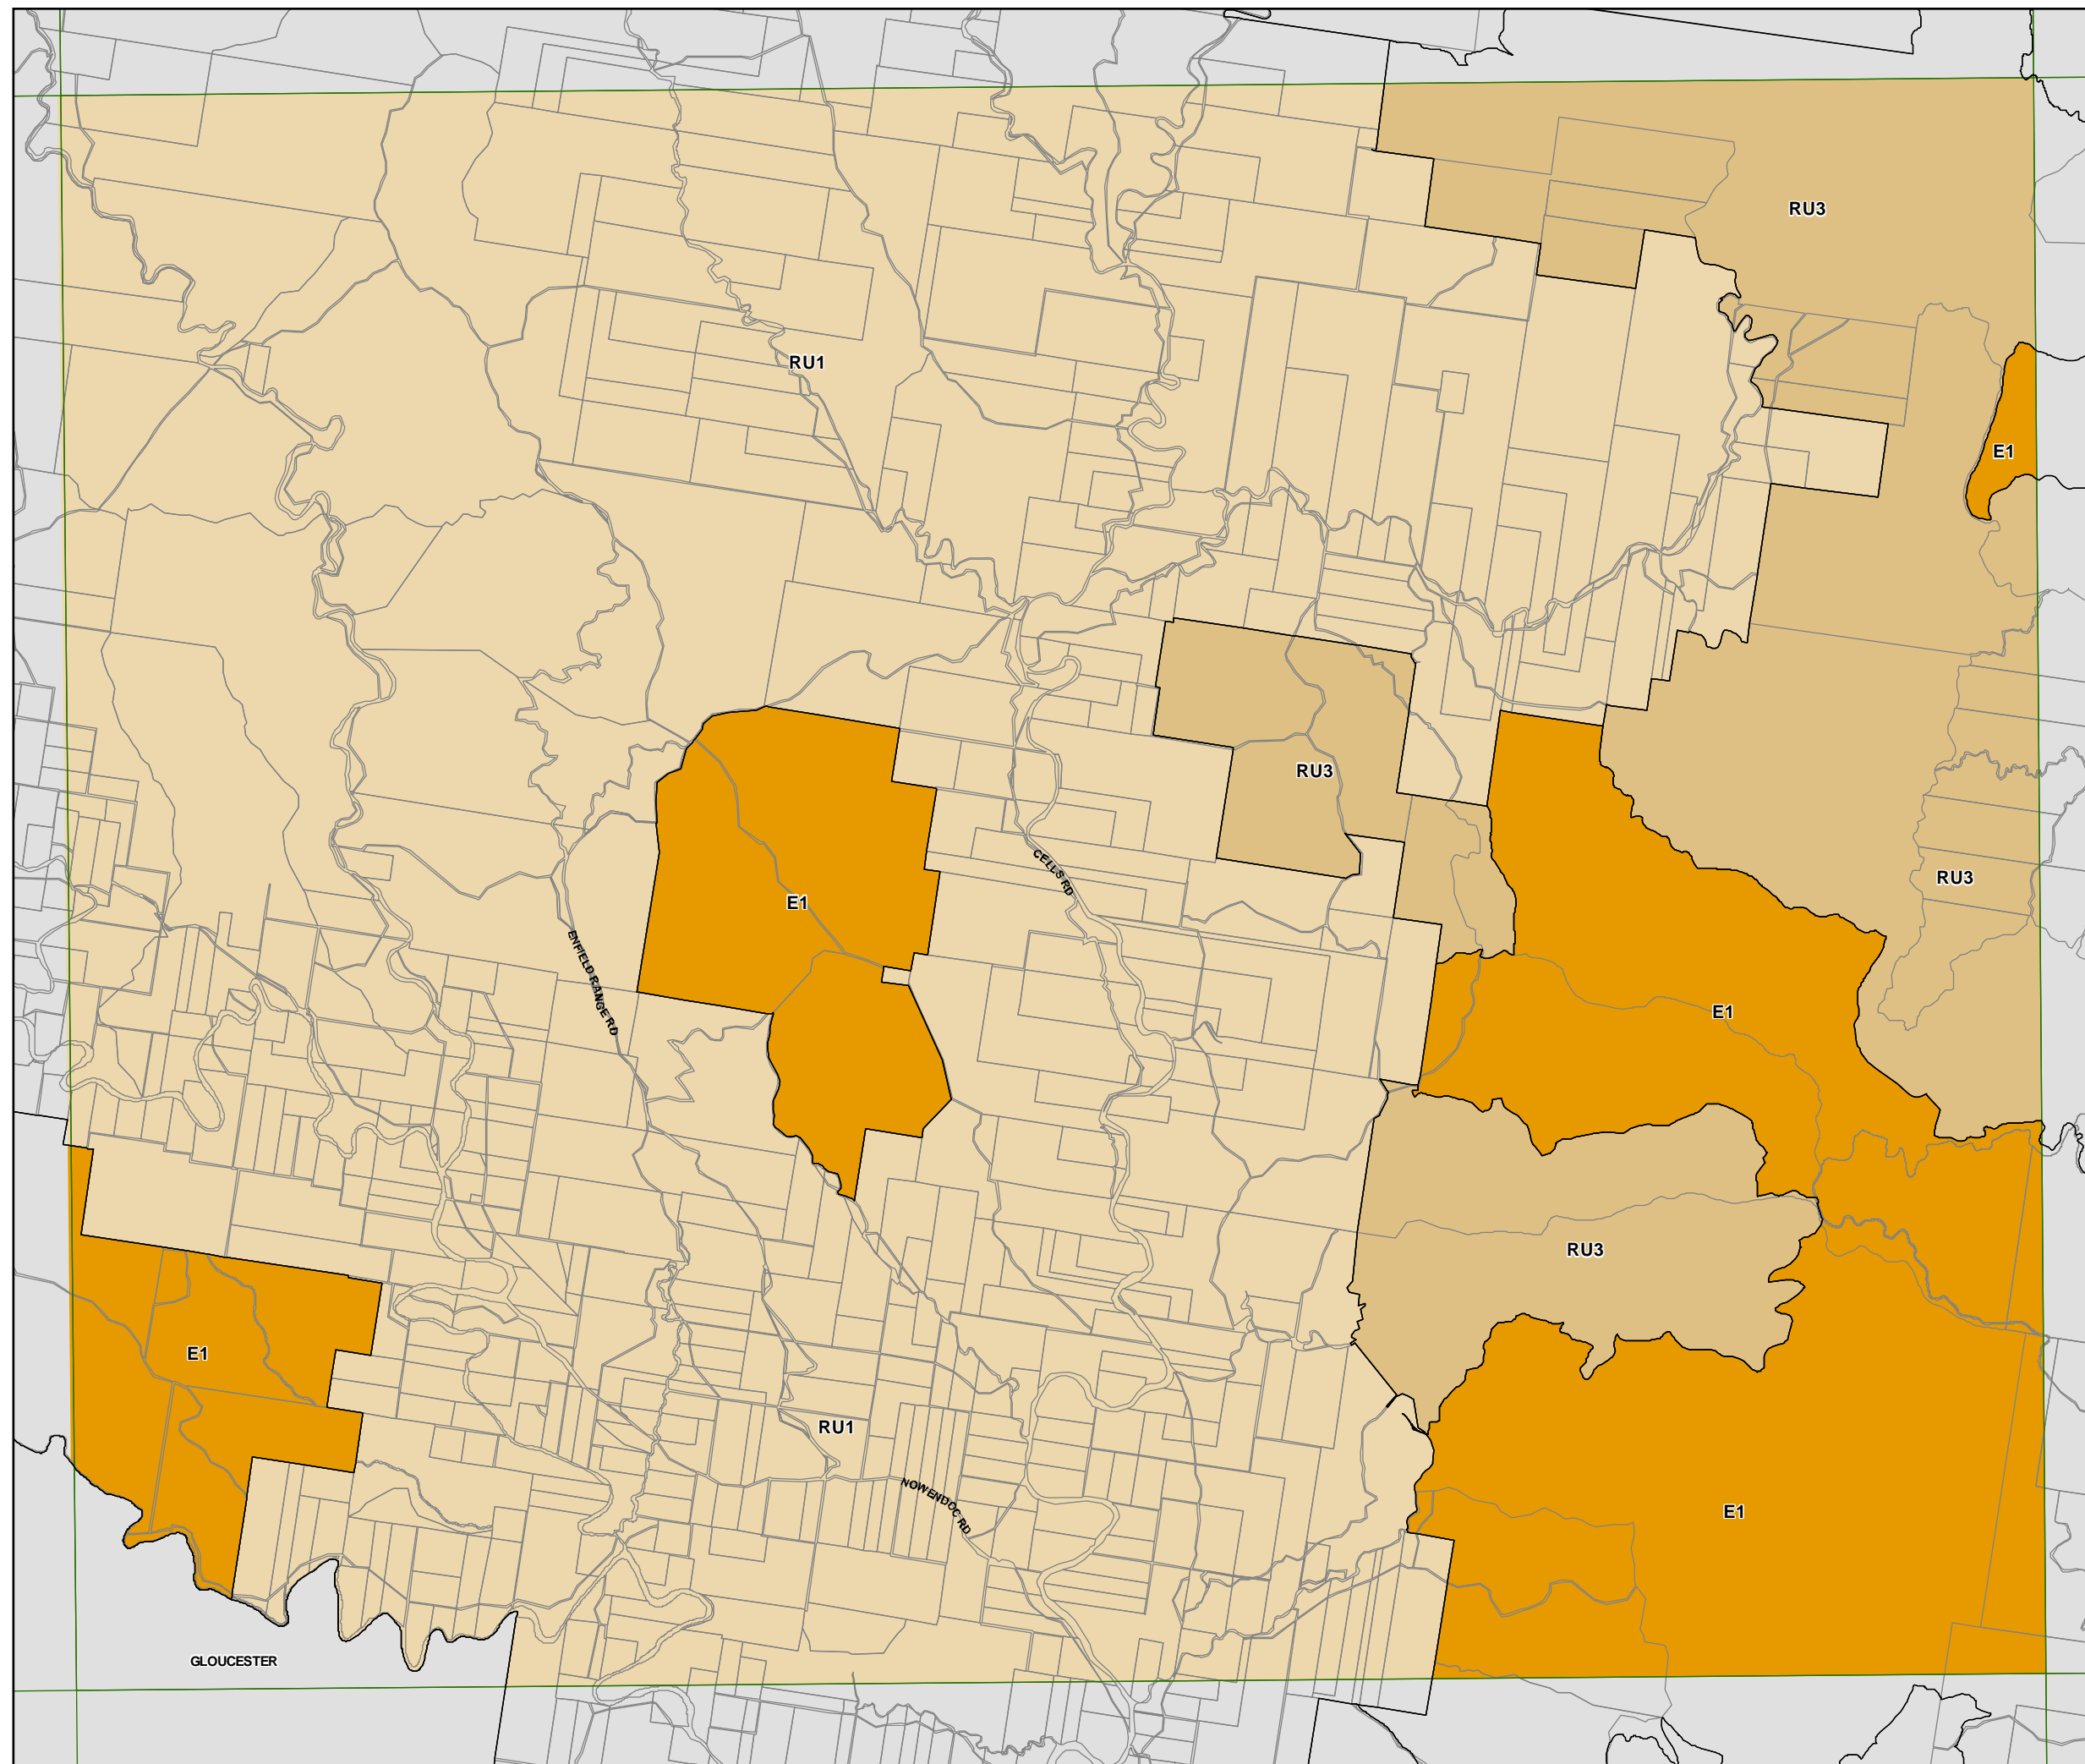 RU3
RU1
E1
RU3
CELLS RD
RU3
E1
ENFIELD RANGE RD
E1
RU3
E1
RU1
NOWENDOC RD
E1
GLOUCESTER